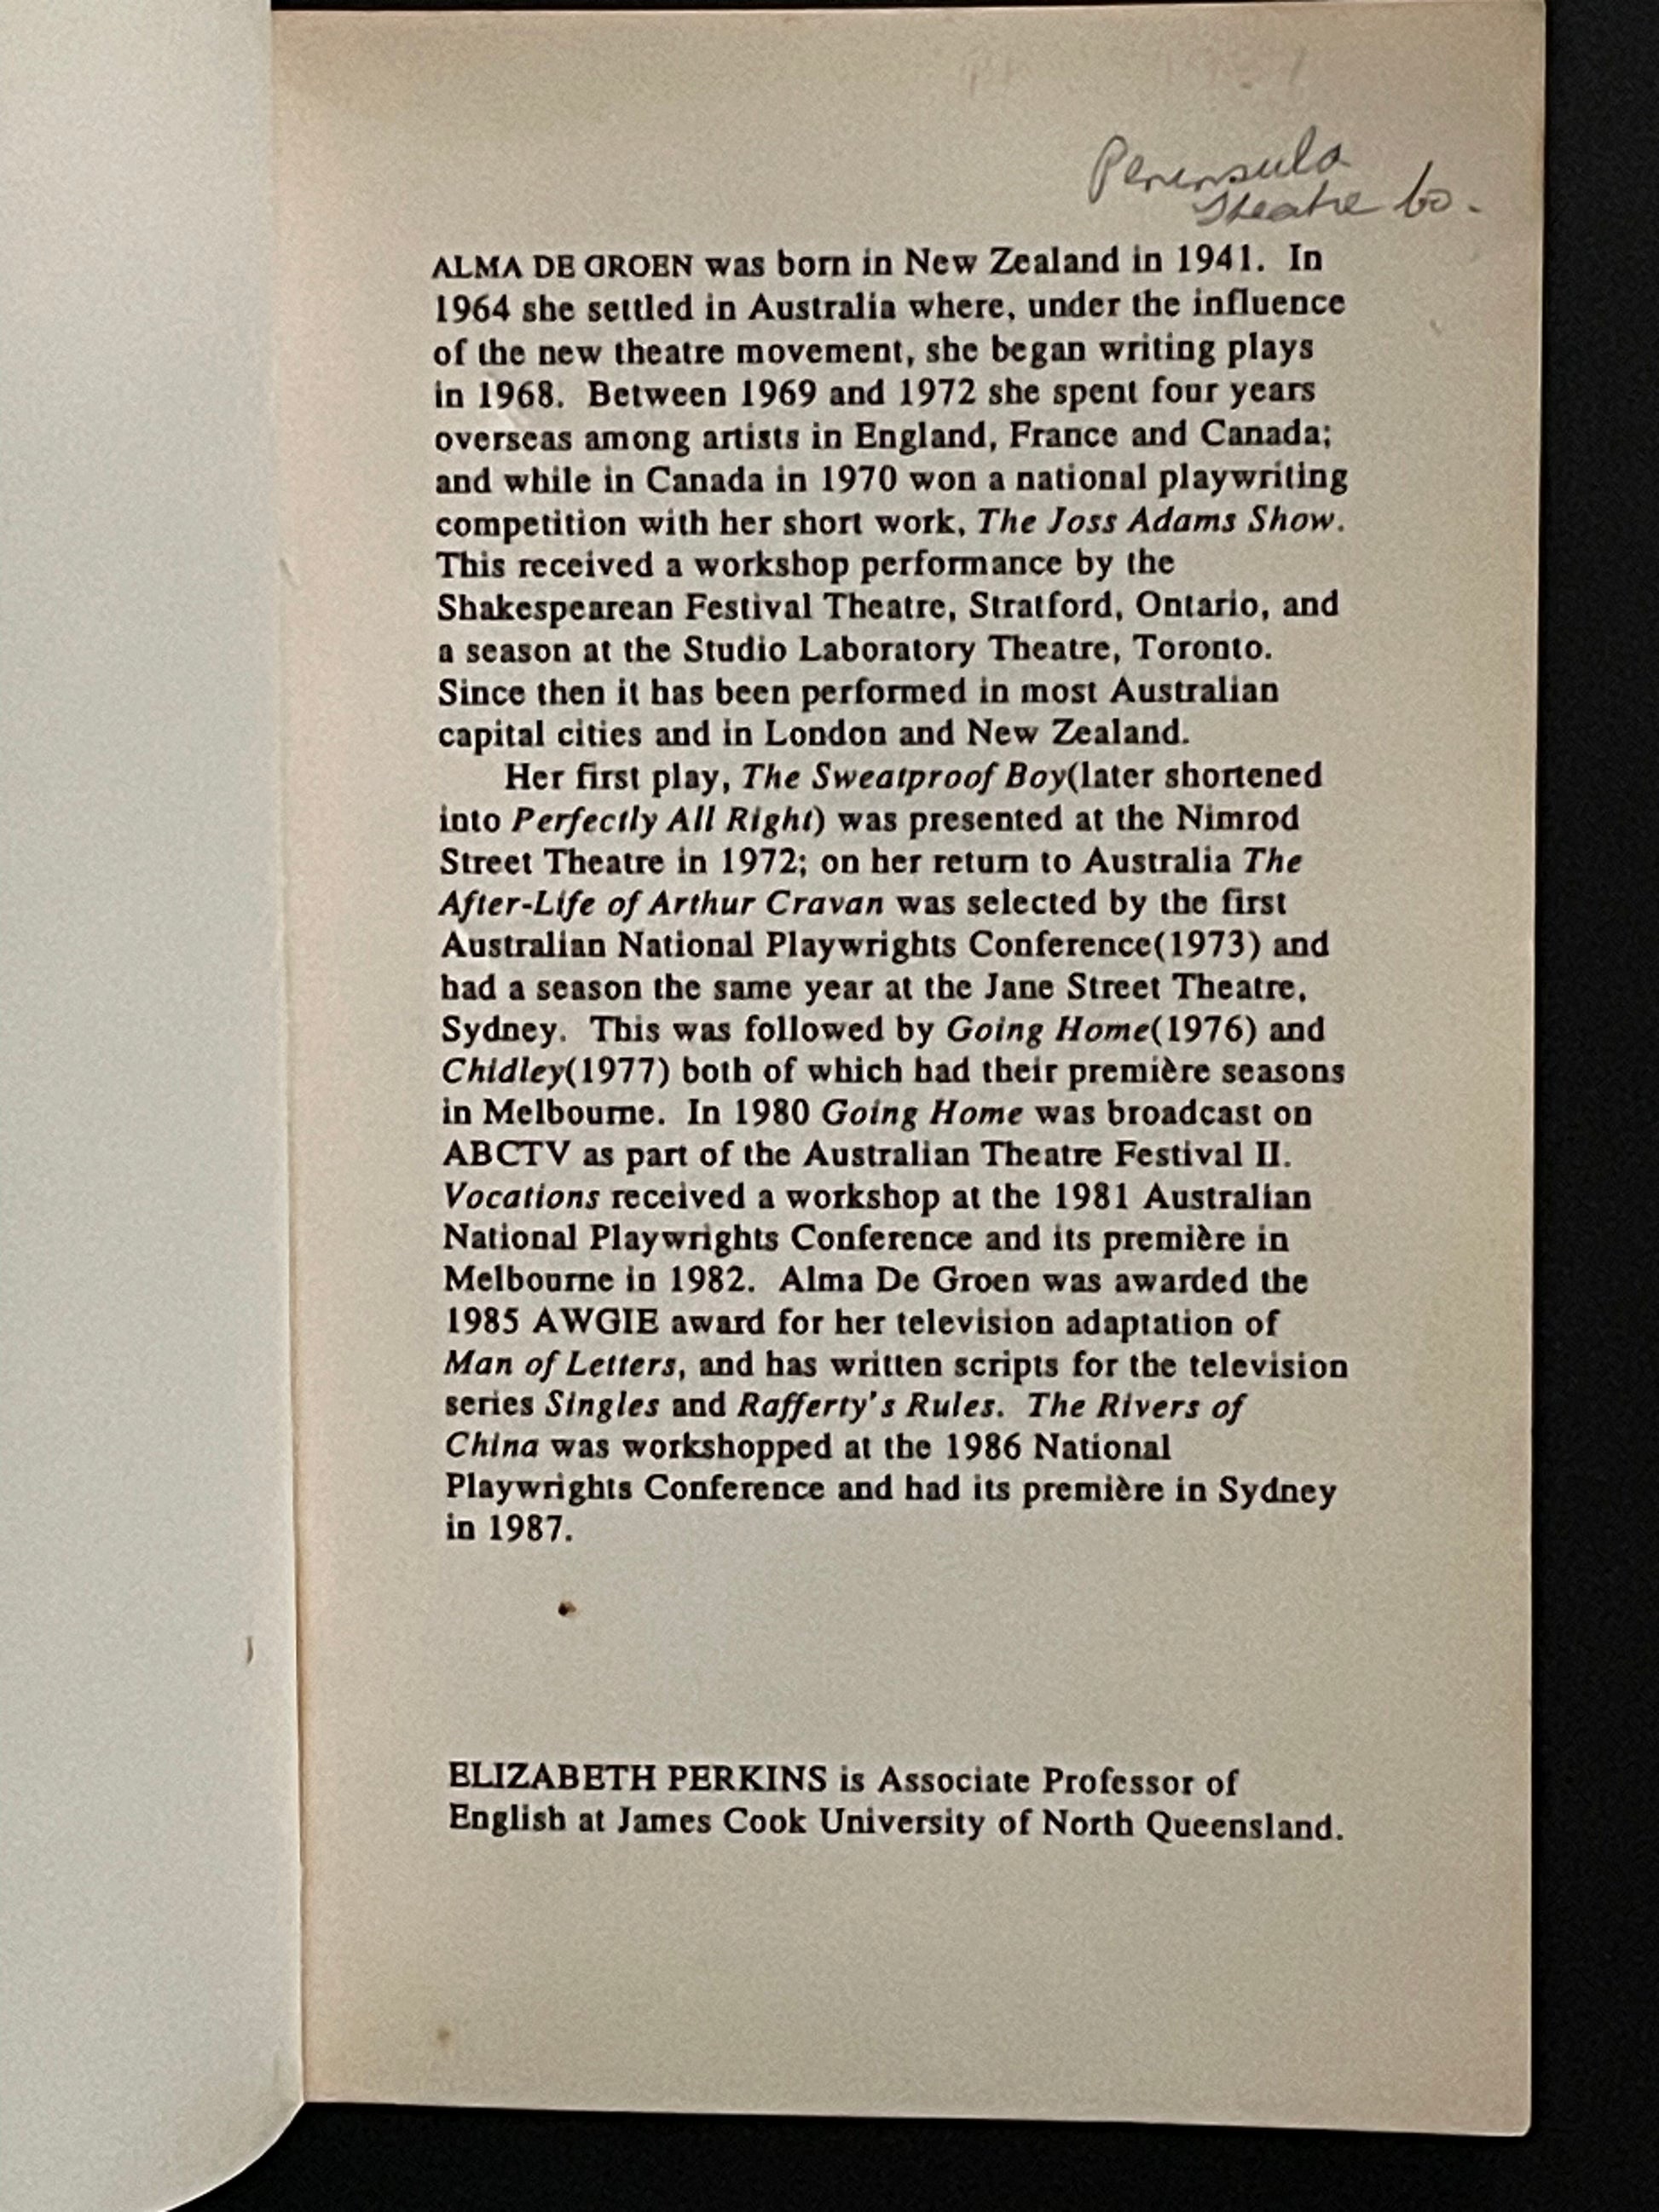 Peninsula
Theatre Co.
ALMA DE GROEN was born in New Zealand in 1941. In
1964 she settled in Australia where, under the influence
of the new theatre movement, she began writing plays
in 1968. Between 1969 and 1972 she spent four years
overseas among artists in England, France and Canada;
and while in Canada in 1970 won a national playwriting
competition with her short work, The Joss Adams Show.
This received a workshop performance by the
Shakespearean Festival Theatre, Stratford, Ontario, and
a season at the Studio Laboratory Theatre, Toronto.
Since then it has been performed in most Australian
capital cities and in London and New Zealand.
Her first play, The Sweatproof Boy(later shortened
into Perfectly All Right) was presented at the Nimrod
Street Theatre in 1972; on her return to Australia The
After-Life of Arthur Cravan was selected by the first
Australian National Playwrights Conference(1973) and
had a season the same year at the Jane Street Theatre,
Sydney. This was followed by Going Home(1976) and
Chidley(1977) both of which had their première seasons
in Melbourne. In 1980 Going Home was broadcast on
ABCTV as part of the Australian Theatre Festival II.
Vocations received a workshop at the 1981 Australian
National Playwrights Conference and its première in
Melbourne in 1982. Alma De Groen was awarded the
1985 AWGIE award for her television adaptation of
Man of Letters, and has written scripts for the television
series Singles and Rafferty's Rules. The Rivers of
China was workshopped at the 1986 National
Playwrights Conference and had its première in Sydney
in 1987.
ELIZABETH PERKINS is Associate Professor of
English at James Cook University of North Queensland.